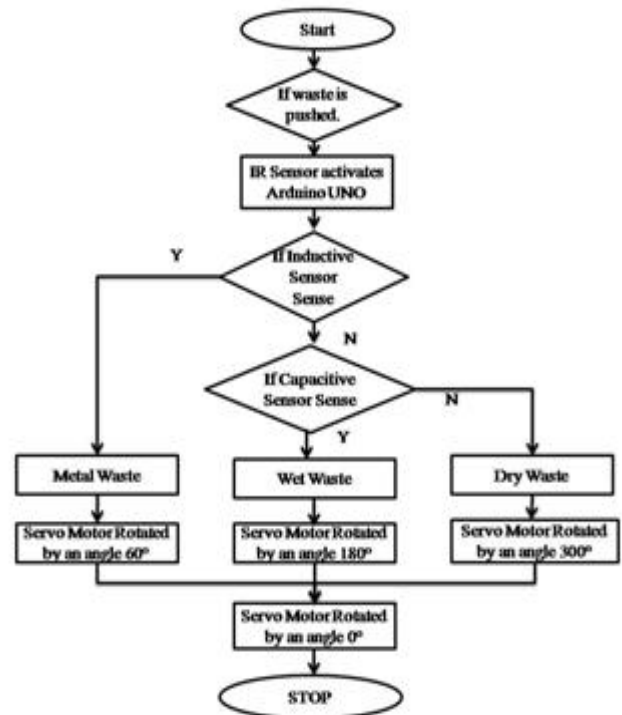 Start
If waste is
pushed.
IR Sensor activates
Arduino UNO
Y
If Inductive
Sensor
Sense
N
If Capacitive
Sensor Sense
N
Y
Metal Waste
Wet Waste
Dry Waste
Servo Motor Rotated
by an angle 60°
Servo Motor Rotated
by an angle 180°
Servo Motor Rotated
by an angle 300°
Servo Motor Rotated
by an angle 0°
STOP